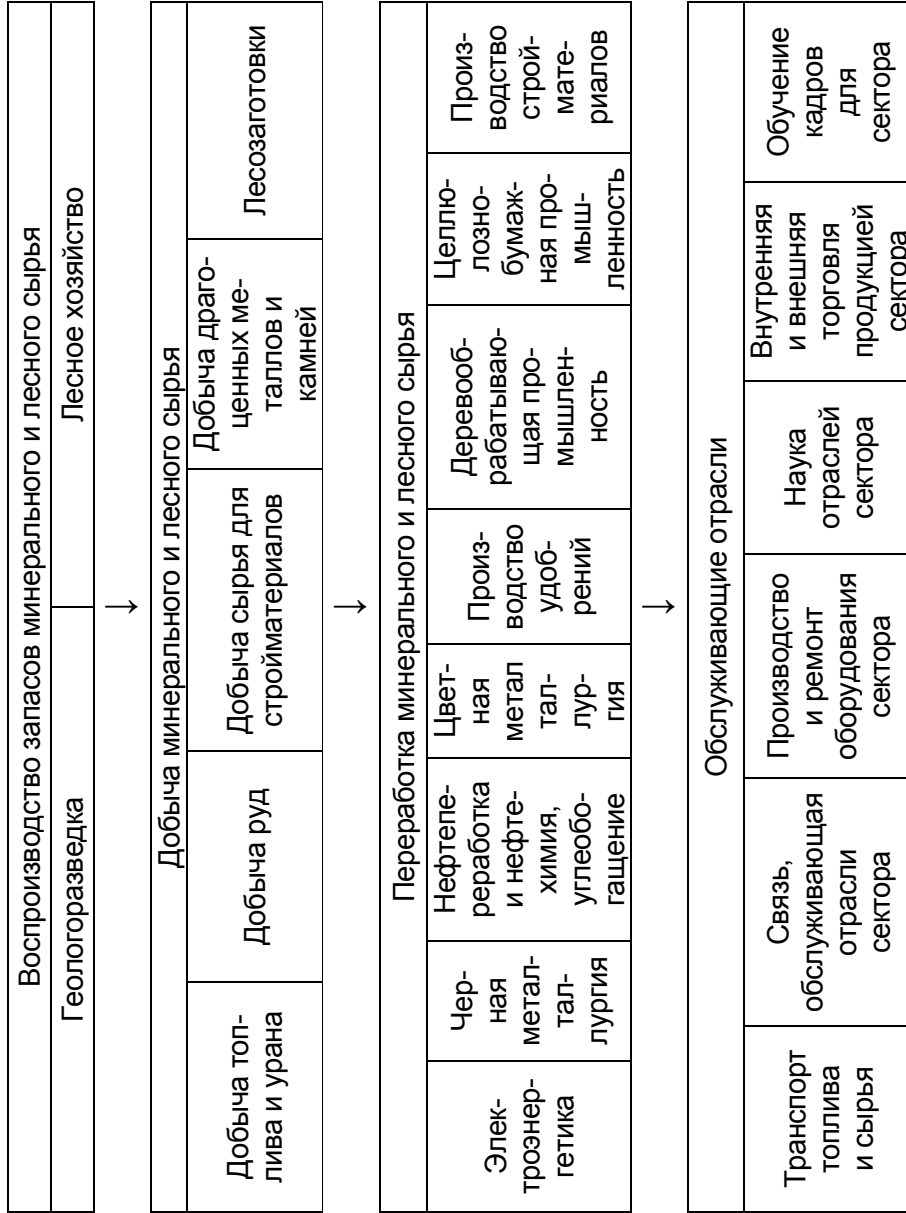 Воспроизводство запасов минерального и лесного сырья
Геологоразведка
Лесное хозяйство
↓
Добыча минерального и лесного сырья
Добыча топ-
лива и урана
Добыча руд
Добыча сырья для
стройматериалов
Добыча драго-
ценных ме-
таллов и
камней
Лесозаготовки
↓
Переработка минерального и лесного сырья
Элек-
троэнер-
гетика
Чер-
ная
метал-
тал-
лургия
Нефтепе-
реработка
и нефте-
химия,
углеобо-
гащение
Цвет-
ная
метал
тал-
лур-
гия
Произ-
водство
удоб-
рений
Деревооб-
рабатываю-
щая про-
мышлен-
ность
Целлю-
лозно-
бумаж-
ная про-
мыш-
ленность
Произ-
водство
строй-
мате-
риалов
↓
Обслуживающие отрасли
Транспорт
топлива
и сырья
Связь,
обслуживающая
отрасли
сектора
Производство
и ремонт
оборудования
сектора
Наука
отраслей
сектора
Внутренняя
и внешняя
торговля
продукцией
сектора
Обучение
кадров
для
сектора